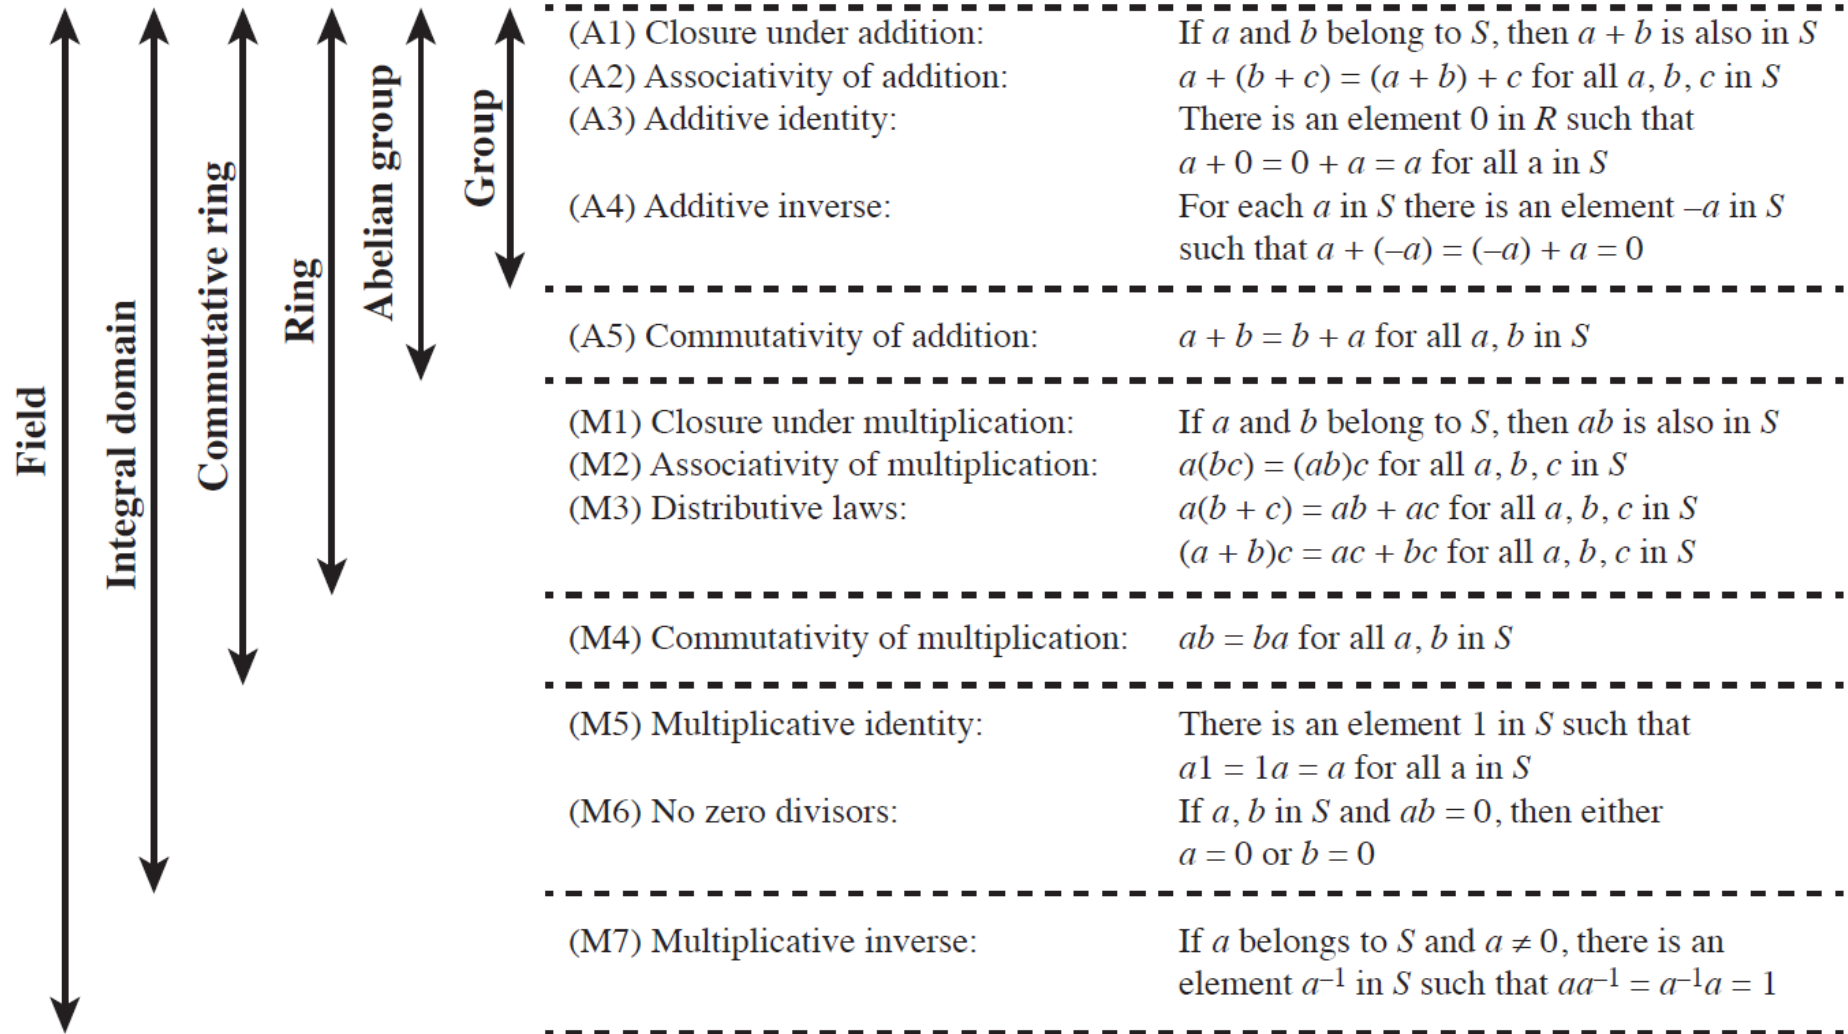 Field
Integral domain
Commutative ring
Ring
Abelian group
Group
(A1) Closure under addition: If a and b belong to S, then a + b is also in S
(A2) Associativity of addition: a + (b + c) = (a + b) + c for all a, b, c in S
(A3) Additive identity: There is an element 0 in R such that
a + 0 = 0 + a = a for all a in S
(A4) Additive inverse: For each a in S there is an element –a in S
such that a + (–a) = (–a) + a = 0
(A5) Commutativity of addition: a + b = b + a for all a, b in S
(M1) Closure under multiplication: If a and b belong to S, then ab is also in S
(M2) Associativity of multiplication: a(bc) = (ab)c for all a, b, c in S
(M3) Distributive laws: a(b + c) = ab + ac for all a, b, c in S
(a + b)c = ac + bc for all a, b, c in S
(M4) Commutativity of multiplication: ab = ba for all a, b in S
(M5) Multiplicative identity: There is an element 1 in S such that
a1 = 1a = a for all a in S
(M6) No zero divisors: If a, b in S and ab = 0, then either
a = 0 or b = 0
(M7) Multiplicative inverse: If a belongs to S and a ≠ 0, there is an
element a⁻¹ in S such that aa⁻¹ = a⁻¹a = 1